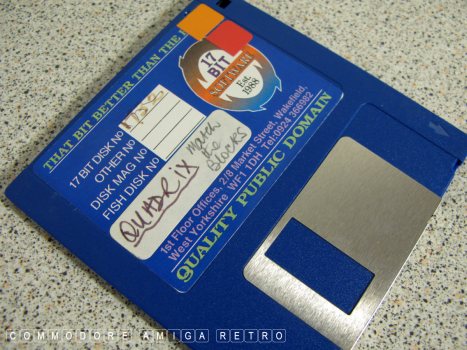 THAT BIT BETTER THAN THE
17 BIT SOFTWARE Est. 1988
17 BIT DISK NO
OTHER NO
DISK MAG NO
FISH DISK NO
QUADRIX
Match
ze
Blocks
1st Floor Offices, 2/8 Market Street, Wakefield,
West Yorkshire WF1 1DH Tel:0924 366982
QUALITY PUBLIC DOMAIN
COMMODORE AMIGA RETRO